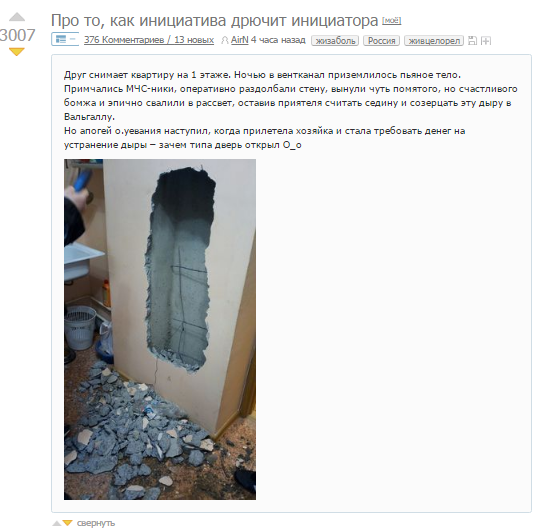 Про то, как инициатива дрючит инициатора [моё]
3007
376 Комментариев / 13 новых AirN 4 часа назад жизаболь Россия живцелорел
Друг снимает квартиру на 1 этаже. Ночью в вентканал приземлилось пьяное тело.
Примчались МЧС-ники, оперативно раздолбали стену, вынули чуть помятого, но счастливого
бомжа и эпично свалили в рассвет, оставив приятеля считать седину и созерцать эту дыру в
Вальгаллу.
Но апогей о.уевания наступил, когда прилетела хозяйка и стала требовать денег на
устранение дыры – зачем типа дверь открыл О_о
свернуть